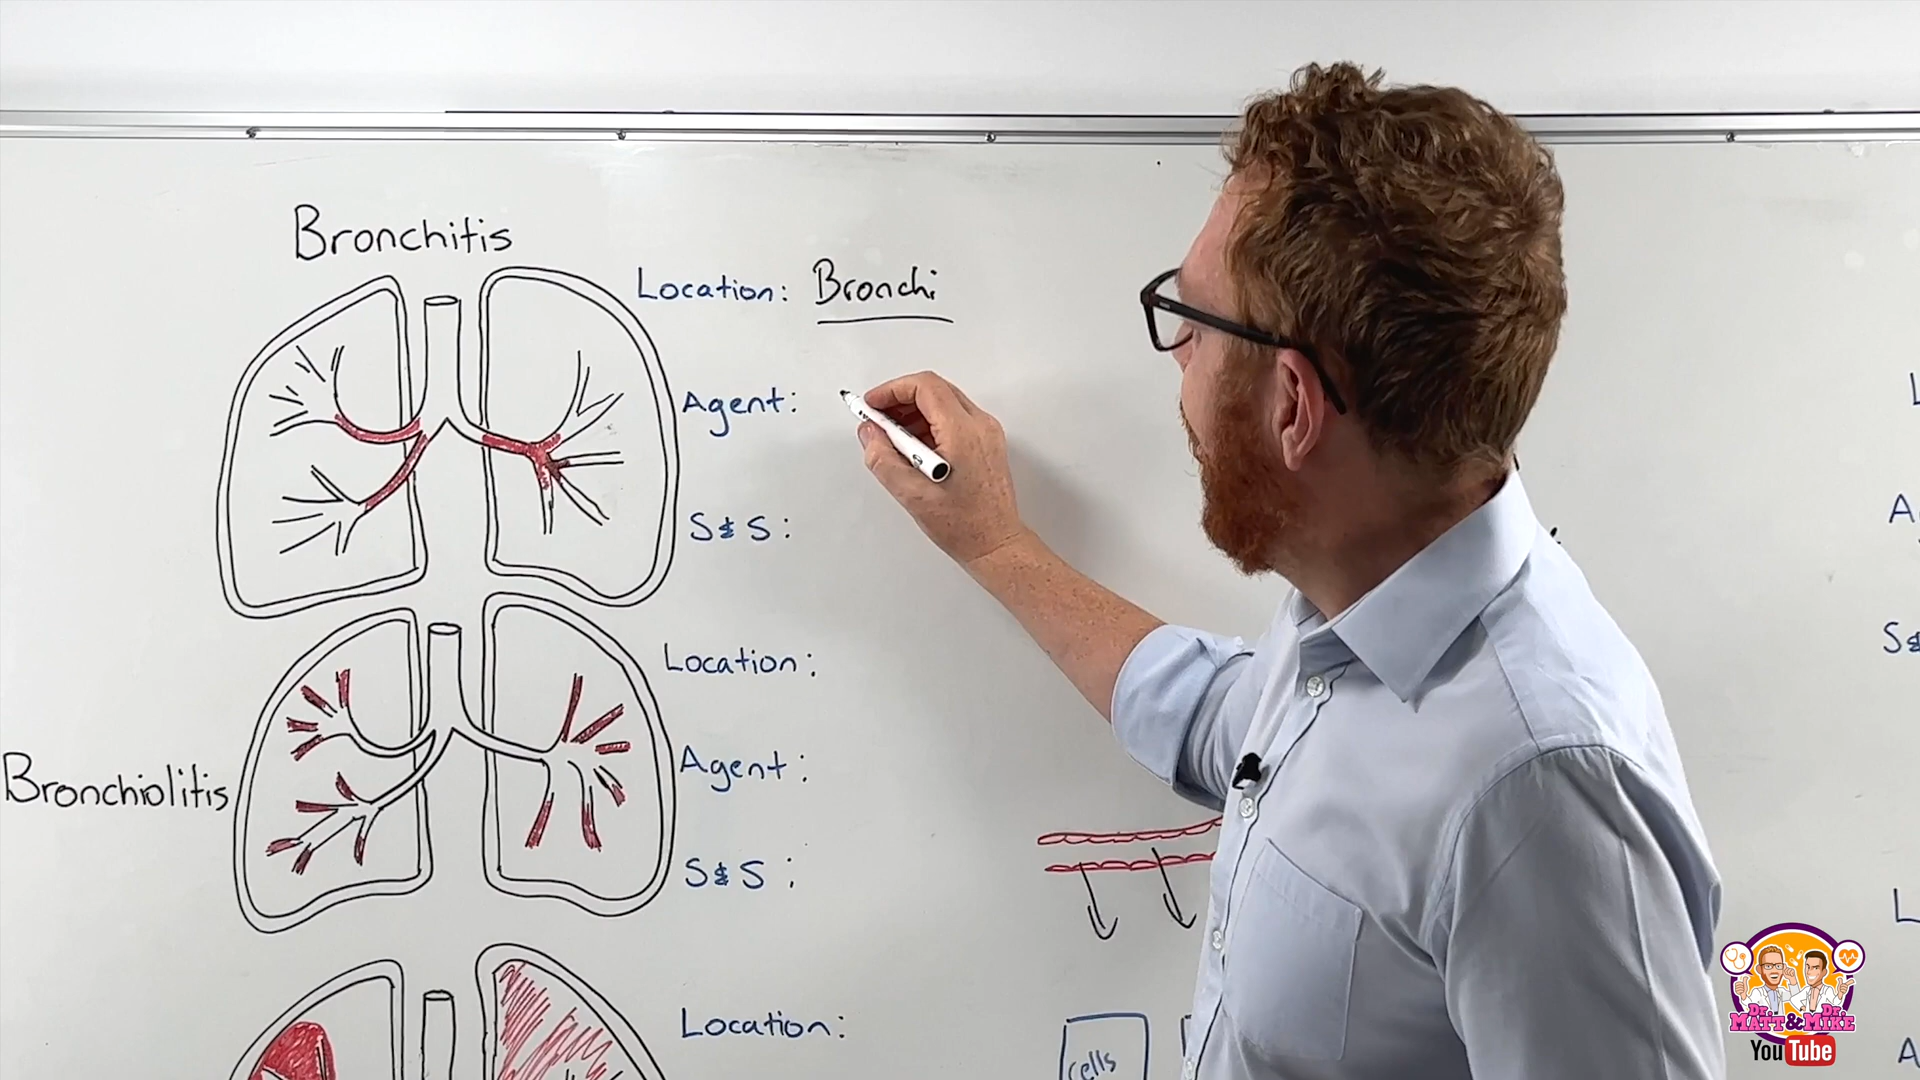 Bronchitis
Location: Bronchi
Agent:
S & S:
Location:
Agent:
S & S:
Bronchiolitis
Location:
cells
L
A
S &
L
A
Dr. Dr.
MATT & MIKE
YouTube